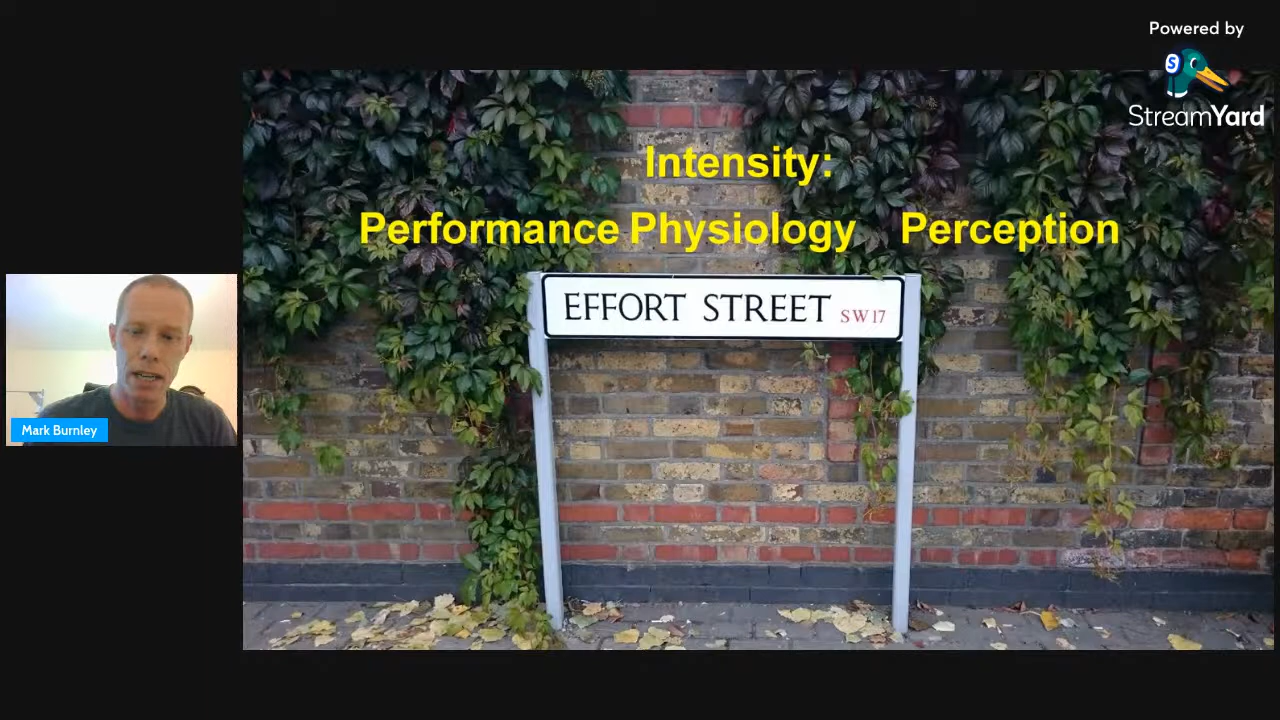 Powered by
S
StreamYard
Intensity:
Performance Physiology Perception
EFFORT STREET SW17
Mark Burnley